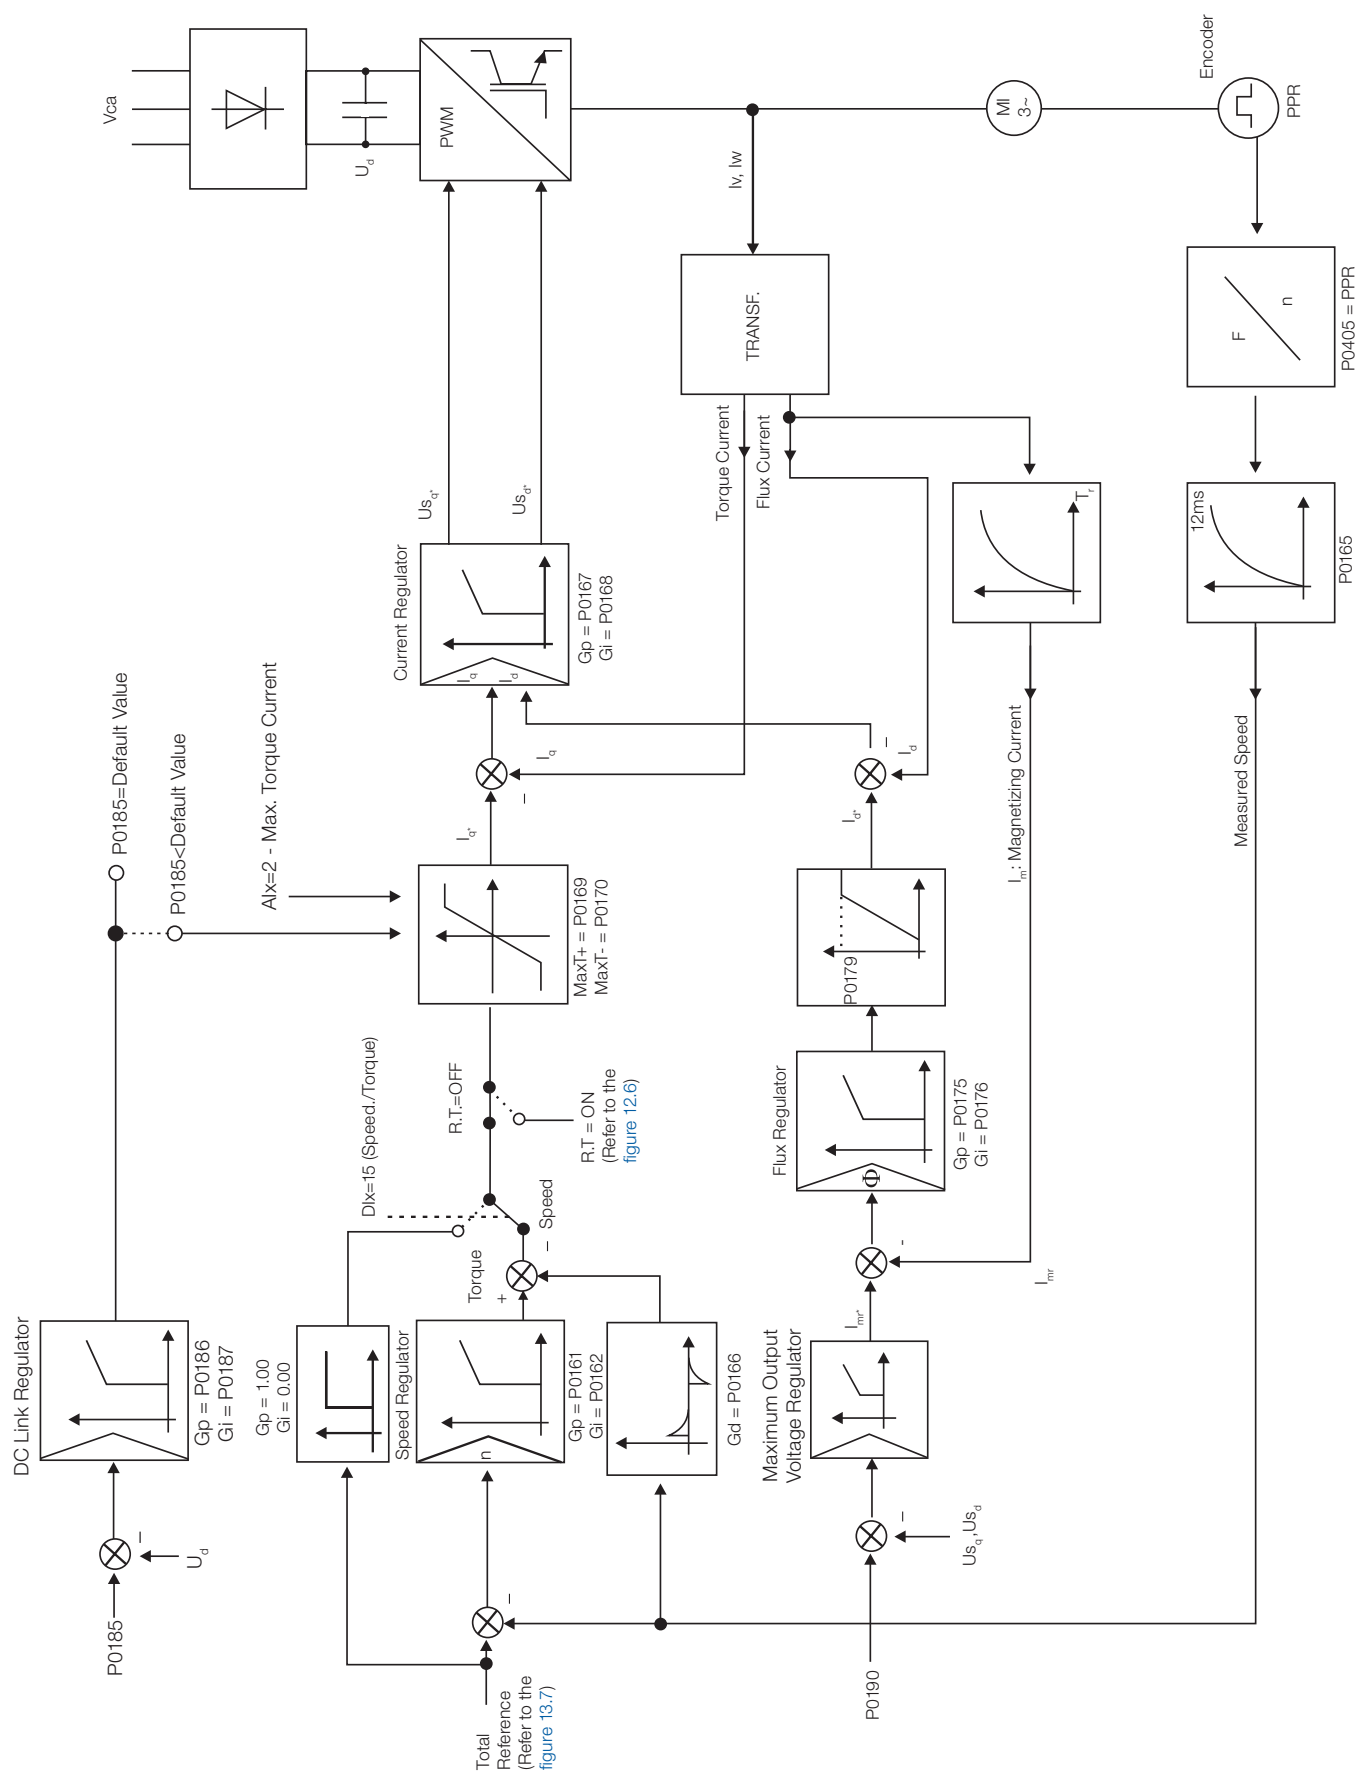 DC Link Regulator
Gp = P0186
Gi = P0187
P0185
–
U_d
P0185=Default Value
P0185<Default Value
AIx=2 - Max. Torque Current
Vca
U_d
PWM
Gp = 1.00
Gi = 0.00
Speed Regulator
n
Gp = P0161
Gi = P0162
Gd = P0166
Total
Reference
(Refer to the
figure 13.7)
–
Torque
+
–
Speed
DIx=15 (Speed./Torque)
R.T.=OFF
R.T = ON
(Refer to the
figure 12.6)
MaxT+ = P0169
MaxT- = P0170
I_q*
–
I_q
Current Regulator
I_q
I_d
Gp = P0167
Gi = P0168
Us_q*
Us_d*
Iv, Iw
TRANSF.
Torque Current
Flux Current
MI
3~
Encoder
PPR
F
n
P0405 = PPR
12ms
P0165
T_r
P0190
–
Us_q,Us_d
Maximum Output
Voltage Regulator
I_mr*
-
I_mr
Flux Regulator
Φ
Gp = P0175
Gi = P0176
P0179
I_d*
–
I_d
I_m: Magnetizing Current
Measured Speed